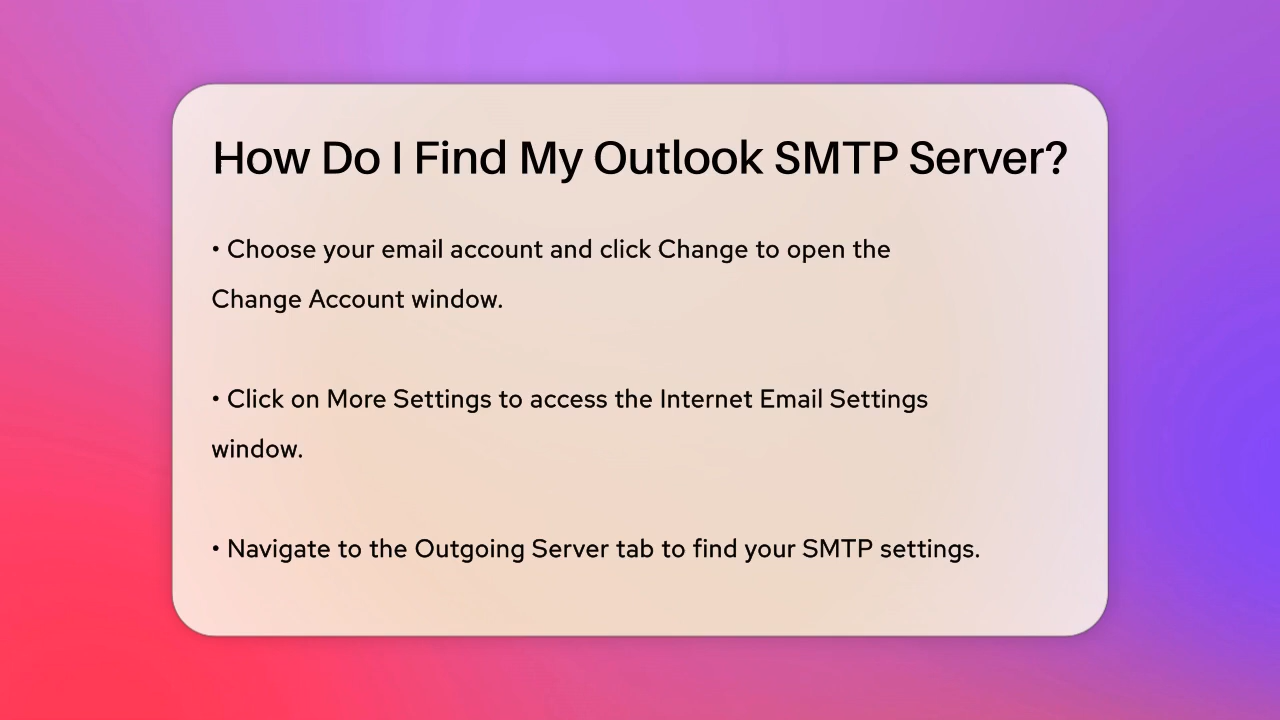 How Do I Find My Outlook SMTP Server?
• Choose your email account and click Change to open the
Change Account window.
• Click on More Settings to access the Internet Email Settings
window.
• Navigate to the Outgoing Server tab to find your SMTP settings.